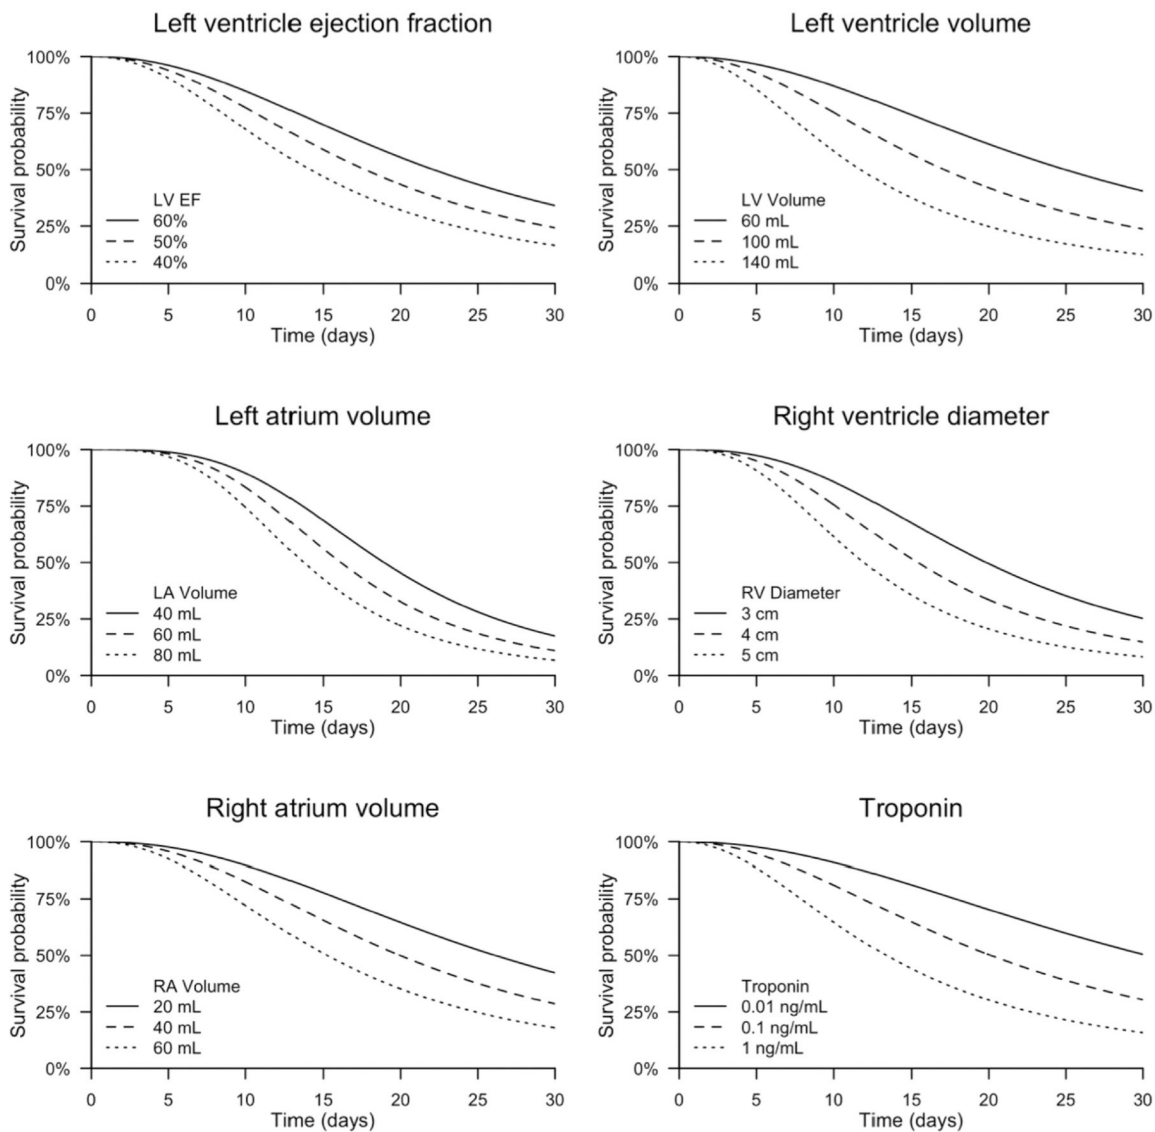 Left ventricle ejection fraction
Survival probability
100%
75%
50%
25%
0%
LV EF
60%
50%
40%
0 5 10 15 20 25 30
Time (days)
Left ventricle volume
Survival probability
100%
75%
50%
25%
0%
LV Volume
60 mL
100 mL
140 mL
0 5 10 15 20 25 30
Time (days)
Left atrium volume
Survival probability
100%
75%
50%
25%
0%
LA Volume
40 mL
60 mL
80 mL
0 5 10 15 20 25 30
Time (days)
Right ventricle diameter
Survival probability
100%
75%
50%
25%
0%
RV Diameter
3 cm
4 cm
5 cm
0 5 10 15 20 25 30
Time (days)
Right atrium volume
Survival probability
100%
75%
50%
25%
0%
RA Volume
20 mL
40 mL
60 mL
0 5 10 15 20 25 30
Time (days)
Troponin
Survival probability
100%
75%
50%
25%
0%
Troponin
0.01 ng/mL
0.1 ng/mL
1 ng/mL
0 5 10 15 20 25 30
Time (days)